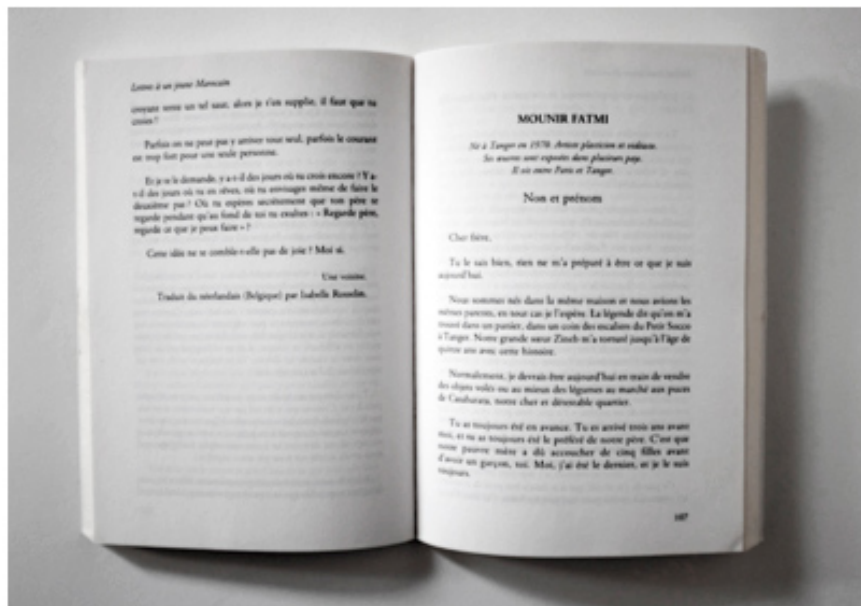 Lettres à un jeune Marocain
croyant tenir un tel saut, alors je t'en supplie, il faut que tu
croies !
Parfois on ne peut pas y arriver tout seul, parfois le courant
est trop fort pour une seule personne.
Et je te le demande, y a-t-il des jours où tu crois encore ? Y a-
t-il des jours où tu en rêves, où tu envisages même de faire le
deuxième pas ? Où tu espères secrètement que ton père te
regarde pendant qu'au fond de toi tu exultes : « Regarde père,
regarde ce que je peux faire » ?
Cette idée ne te comble-t-elle pas de joie ? Moi si.
Une voisine.
Traduit du néerlandais (Belgique) par Isabelle Rosselin.
MOUNIR FATMI
Né à Tanger en 1970. Artiste plasticien et vidéaste.
Ses œuvres sont exposées dans plusieurs pays.
Il vit entre Paris et Tanger.
Non et prénom
Cher frère,
Tu le sais bien, rien ne m'a préparé à être ce que je suis
aujourd'hui.
Nous sommes nés dans la même maison et nous avions les
mêmes parents, en tout cas je l'espère. La légende dit qu'on m'a
trouvé dans un panier, dans un coin des escaliers du Petit Socco
à Tanger. Notre grande sœur Zineb m'a torturé jusqu'à l'âge de
quinze ans avec cette histoire.
Normalement, je devrais être aujourd'hui en train de vendre
des objets volés ou au mieux des légumes au marché aux puces
de Casabarata, notre cher et détestable quartier.
Tu as toujours été en avance. Tu es arrivé trois ans avant
moi, et tu as toujours été le préféré de notre père. C'est que
notre pauvre mère a dû accoucher de cinq filles avant
d'avoir un garçon, toi. Moi, j'ai été le dernier, et je le suis
toujours.
107